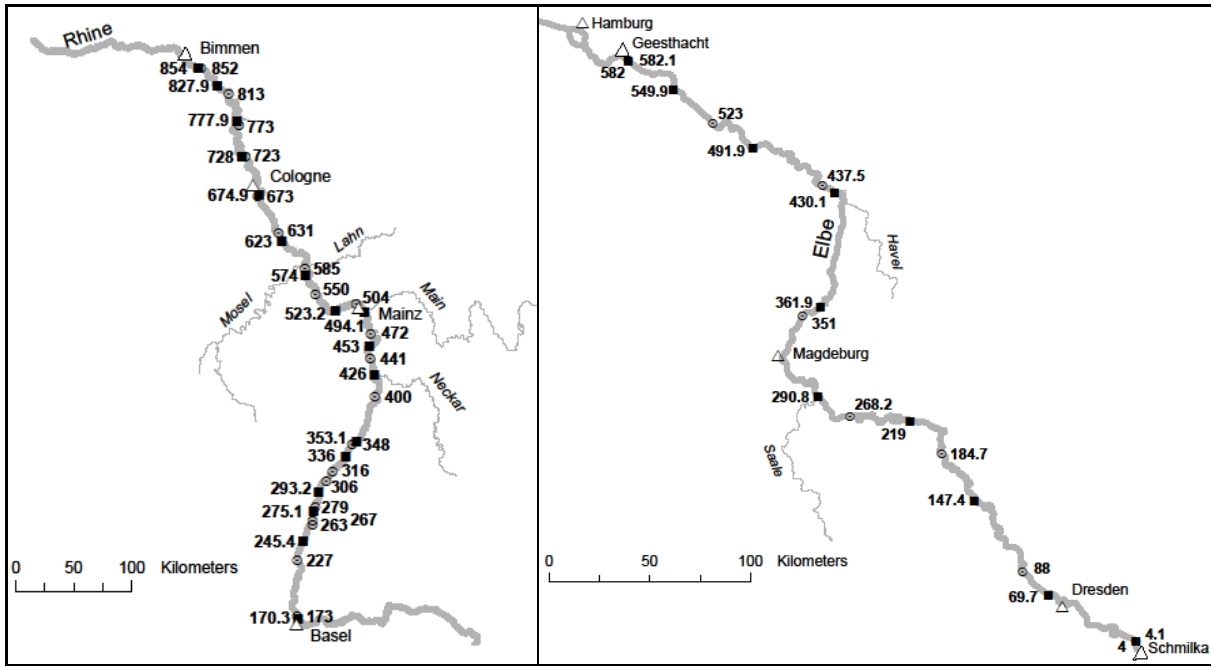 Rhine
Bimmen
854 852
827.9
813
777.9
773
728 723
Cologne
674.9 673
631
623
Lahn
585
574
Mosel
550
504
Main
523.2
Mainz
494.1
472
453
441
426
Neckar
400
353.1
348
336
316
306
293.2
279
275.1
267
263
245.4
227
0 50 100 Kilometers
170.3 173
Basel
Hamburg
Geesthacht
582.1
582
549.9
523
491.9
437.5
430.1
Elbe
Havel
361.9
351
Magdeburg
290.8
268.2
219
Saale
184.7
147.4
0 50 100 Kilometers
88
69.7
Dresden
4.1
4
Schmilka